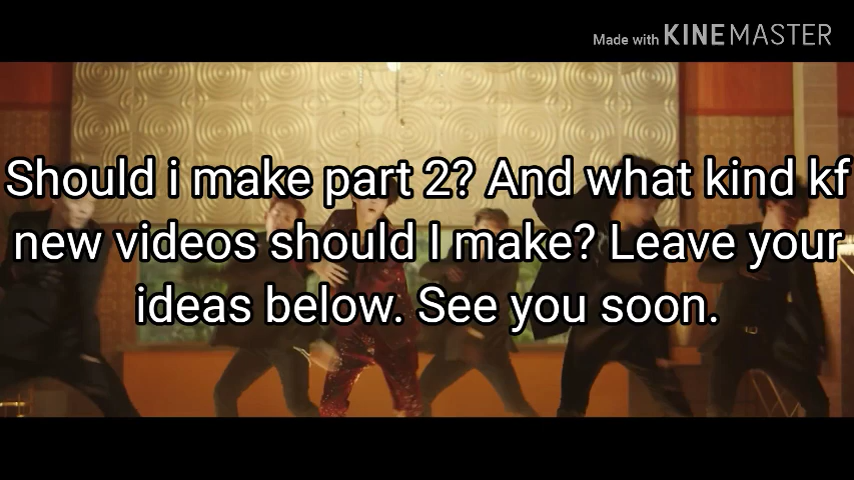 Made with KINEMASTER
Should i make part 2? And what kind kf
new videos should I make? Leave your
ideas below. See you soon.